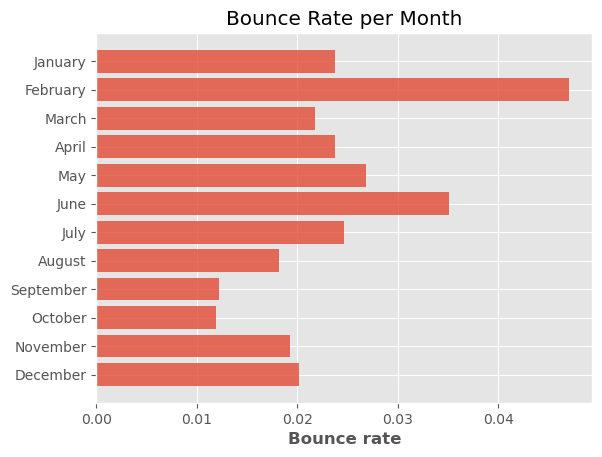 Bounce Rate per Month
January
February
March
April
May
June
July
August
September
October
November
December
0.00 0.01 0.02 0.03 0.04
Bounce rate